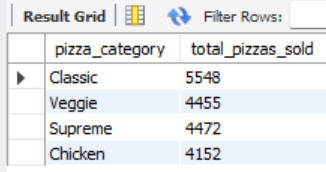 Result Grid Filter Rows:
pizza_category total_pizzas_sold
Classic 5548
Veggie 4455
Supreme 4472
Chicken 4152